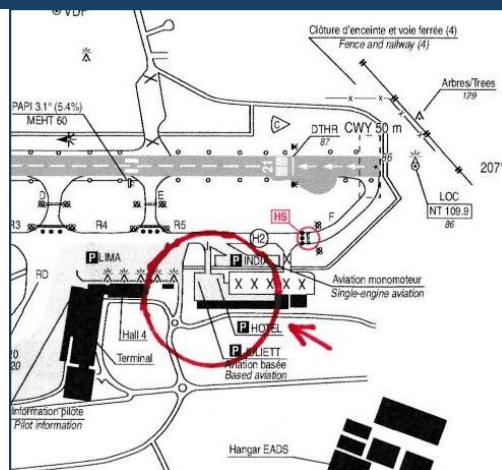 VDF
Clôture d'enceinte et voie ferrée (4)
Fence and railway (4)
Arbres/Trees
129
PAPI 3.1° (5.4%)
MEHT 60
C
DTHR
87
CWY 50 m
86
21
207°
LOC
NT 109.9
86
HS
D
E
F
R3
R4
R5
H2
P LIMA
P INDIA
RD
Aviation monomoteur
Single-engine aviation
Hall 4
P HOTEL
Terminal
P JULIETT
Aviation basée
Based aviation
20
Information pilote
Pilot information
Hangar EADS